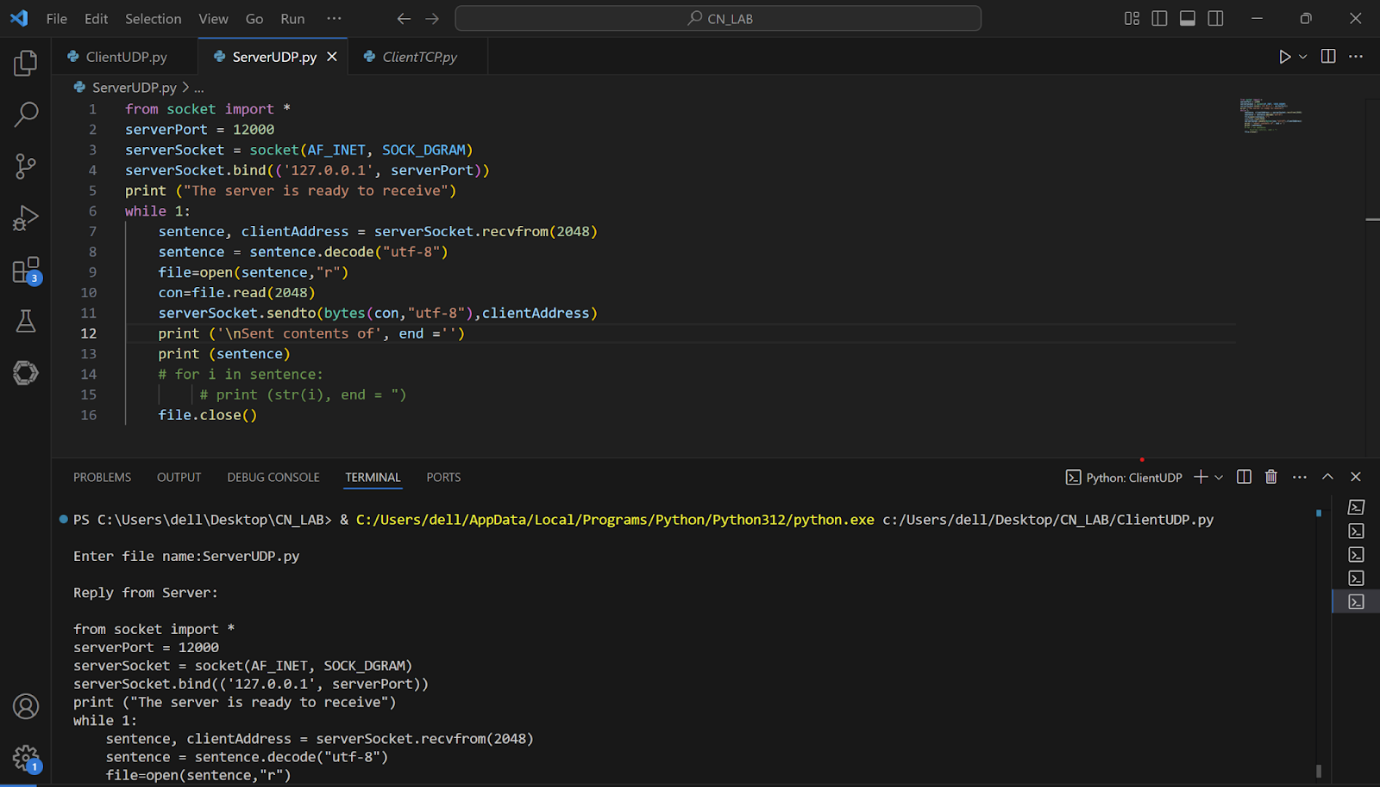 File Edit Selection View Go Run ··· CN_LAB
ClientUDP.py ServerUDP.py ClientTCP.py
ServerUDP.py > ...
1 from socket import *
2 serverPort = 12000
3 serverSocket = socket(AF_INET, SOCK_DGRAM)
4 serverSocket.bind(('127.0.0.1', serverPort))
5 print ("The server is ready to receive")
6 while 1:
7 sentence, clientAddress = serverSocket.recvfrom(2048)
8 sentence = sentence.decode("utf-8")
9 file=open(sentence,"r")
10 con=file.read(2048)
11 serverSocket.sendto(bytes(con,"utf-8"),clientAddress)
12 print ('\nSent contents of', end ='')
13 print (sentence)
14 # for i in sentence:
15 # print (str(i), end = ")
16 file.close()
3
1
PROBLEMS OUTPUT DEBUG CONSOLE TERMINAL PORTS Python: ClientUDP
PS C:\Users\dell\Desktop\CN_LAB> & C:/Users/dell/AppData/Local/Programs/Python/Python312/python.exe c:/Users/dell/Desktop/CN_LAB/ClientUDP.py
Enter file name:ServerUDP.py
Reply from Server:
from socket import *
serverPort = 12000
serverSocket = socket(AF_INET, SOCK_DGRAM)
serverSocket.bind(('127.0.0.1', serverPort))
print ("The server is ready to receive")
while 1:
sentence, clientAddress = serverSocket.recvfrom(2048)
sentence = sentence.decode("utf-8")
file=open(sentence,"r")